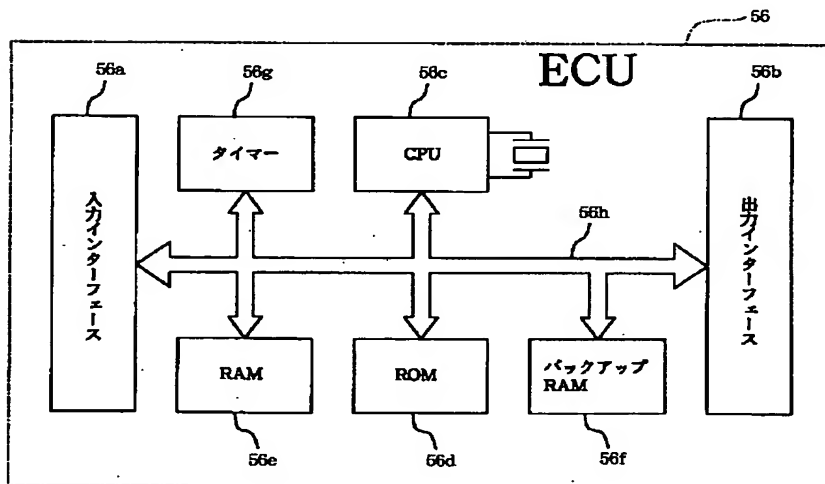 56
56a
56g
56c
ECU
56b
タイマー
CPU
入力インターフェース
56h
出力インターフェース
RAM
ROM
バックアップ
RAM
56e
56d
56f